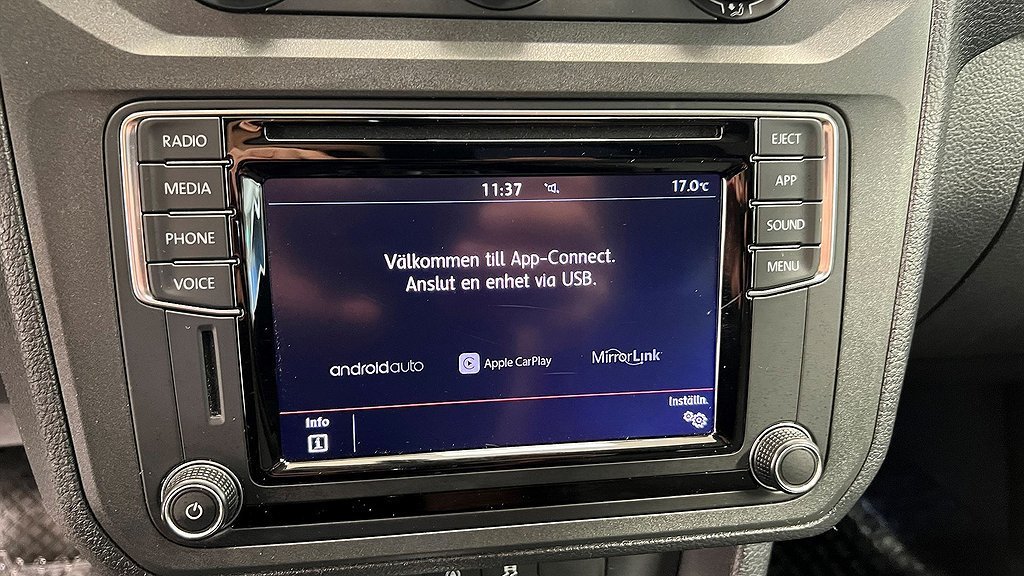 RADIO
MEDIA
PHONE
VOICE
EJECT
APP
SOUND
MENU
11:37 17.0°C
Välkommen till App-Connect.
Anslut en enhet via USB.
androidauto Apple CarPlay MirrorLink
Info Inställn.